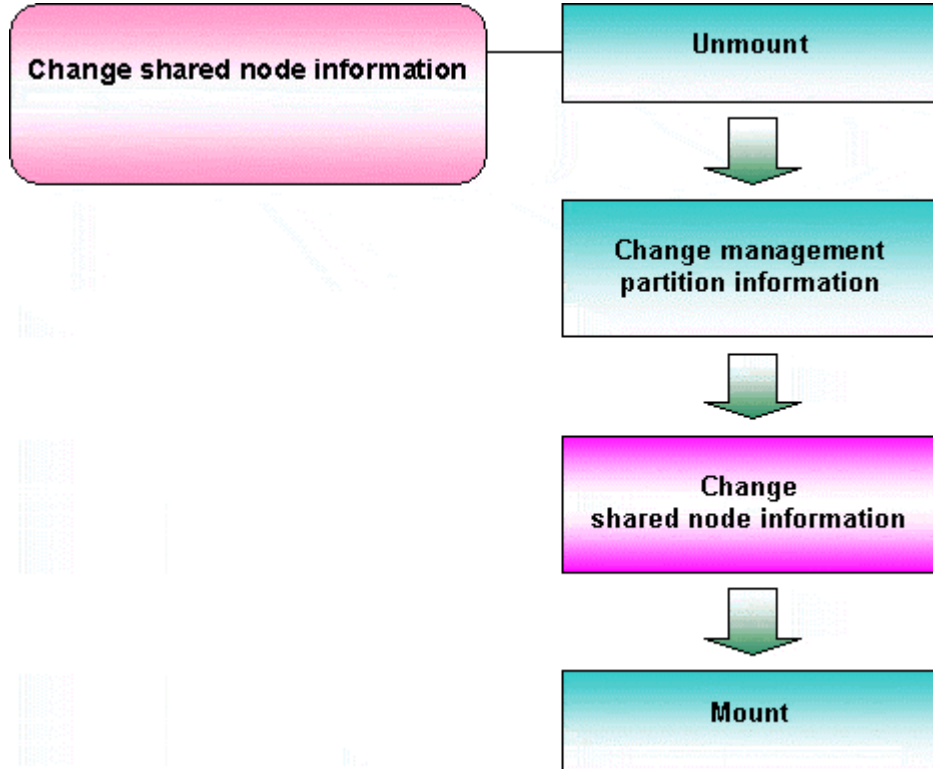 Change shared node information
Unmount
Change management
partition information
Change
shared node information
Mount